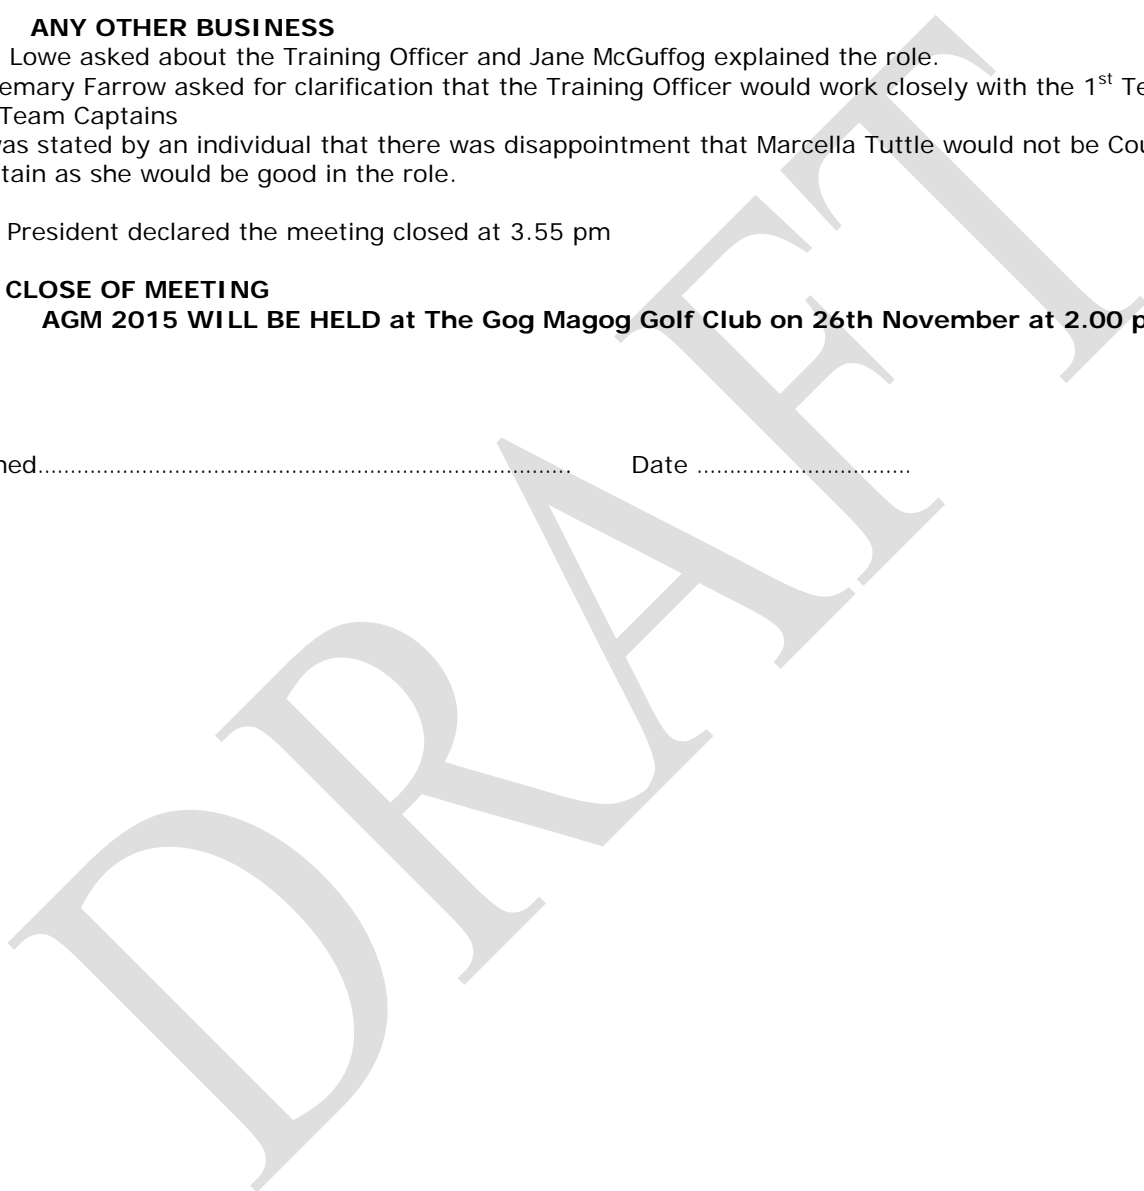 ANY OTHER BUSINESS
Lowe asked about the Training Officer and Jane McGuffog explained the role.
emary Farrow asked for clarification that the Training Officer would work closely with the 1st Te
Team Captains
was stated by an individual that there was disappointment that Marcella Tuttle would not be Cou
tain as she would be good in the role.
President declared the meeting closed at 3.55 pm
CLOSE OF MEETING
AGM 2015 WILL BE HELD at The Gog Magog Golf Club on 26th November at 2.00 p
ned.................................................................................. Date .................................
DRAFT